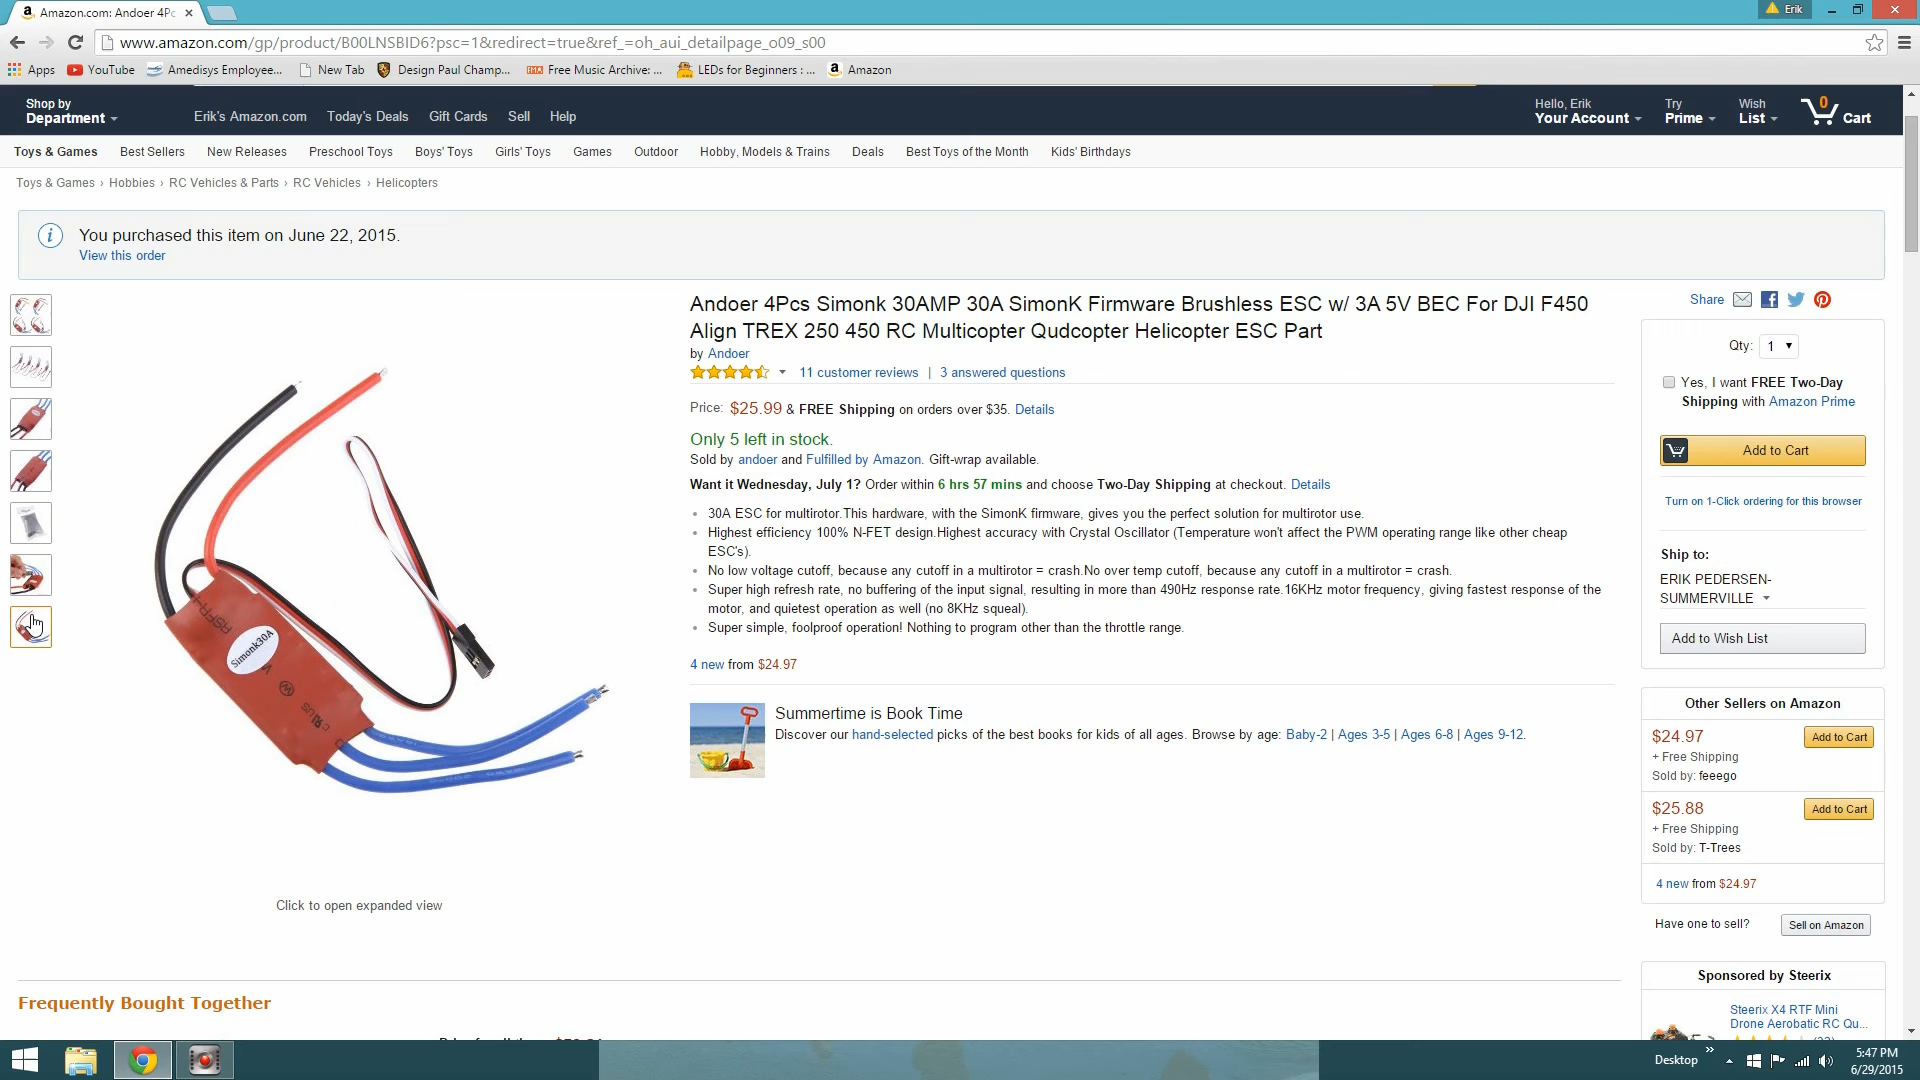 Amazon.com: Andoer 4Pc
Erik
www.amazon.com/gp/product/B00LNSBID6?psc=1&redirect=true&ref_=oh_aui_detailpage_o09_s00
Apps
YouTube
Amedisys Employee...
New Tab
Design Paul Champ...
Free Music Archive: ...
LEDs for Beginners : ...
Amazon
Shop by
Department
Erik's Amazon.com
Today's Deals
Gift Cards
Sell
Help
Hello, Erik
Your Account
Try
Prime
Wish
List
0
Cart
Toys & Games
Best Sellers
New Releases
Preschool Toys
Boys' Toys
Girls' Toys
Games
Outdoor
Hobby, Models & Trains
Deals
Best Toys of the Month
Kids' Birthdays
Toys & Games › Hobbies › RC Vehicles & Parts › RC Vehicles › Helicopters
You purchased this item on June 22, 2015.
View this order
Simonk30A
Click to open expanded view
Andoer 4Pcs Simonk 30AMP 30A SimonK Firmware Brushless ESC w/ 3A 5V BEC For DJI F450
Align TREX 250 450 RC Multicopter Qudcopter Helicopter ESC Part
by Andoer
11 customer reviews | 3 answered questions
Price: $25.99 & FREE Shipping on orders over $35. Details
Only 5 left in stock.
Sold by andoer and Fulfilled by Amazon. Gift-wrap available.
Want it Wednesday, July 1? Order within 6 hrs 57 mins and choose Two-Day Shipping at checkout. Details
30A ESC for multirotor.This hardware, with the SimonK firmware, gives you the perfect solution for multirotor use.
Highest efficiency 100% N-FET design.Highest accuracy with Crystal Oscillator (Temperature won't affect the PWM operating range like other cheap
ESC's).
No low voltage cutoff, because any cutoff in a multirotor = crash.No over temp cutoff, because any cutoff in a multirotor = crash.
Super high refresh rate, no buffering of the input signal, resulting in more than 490Hz response rate.16KHz motor frequency, giving fastest response of the
motor, and quietest operation as well (no 8KHz squeal).
Super simple, foolproof operation! Nothing to program other than the throttle range.
4 new from $24.97
Summertime is Book Time
Discover our hand-selected picks of the best books for kids of all ages. Browse by age: Baby-2 | Ages 3-5 | Ages 6-8 | Ages 9-12.
Share
Qty: 1
Yes, I want FREE Two-Day
Shipping with Amazon Prime
Add to Cart
Turn on 1-Click ordering for this browser
Ship to:
ERIK PEDERSEN-
SUMMERVILLE
Add to Wish List
Other Sellers on Amazon
$24.97
Add to Cart
+ Free Shipping
Sold by: feeego
$25.88
Add to Cart
+ Free Shipping
Sold by: T-Trees
4 new from $24.97
Have one to sell?
Sell on Amazon
Sponsored by Steerix
Steerix X4 RTF Mini
Drone Aerobatic RC Qu...
Frequently Bought Together
Desktop
5:47 PM
6/29/2015